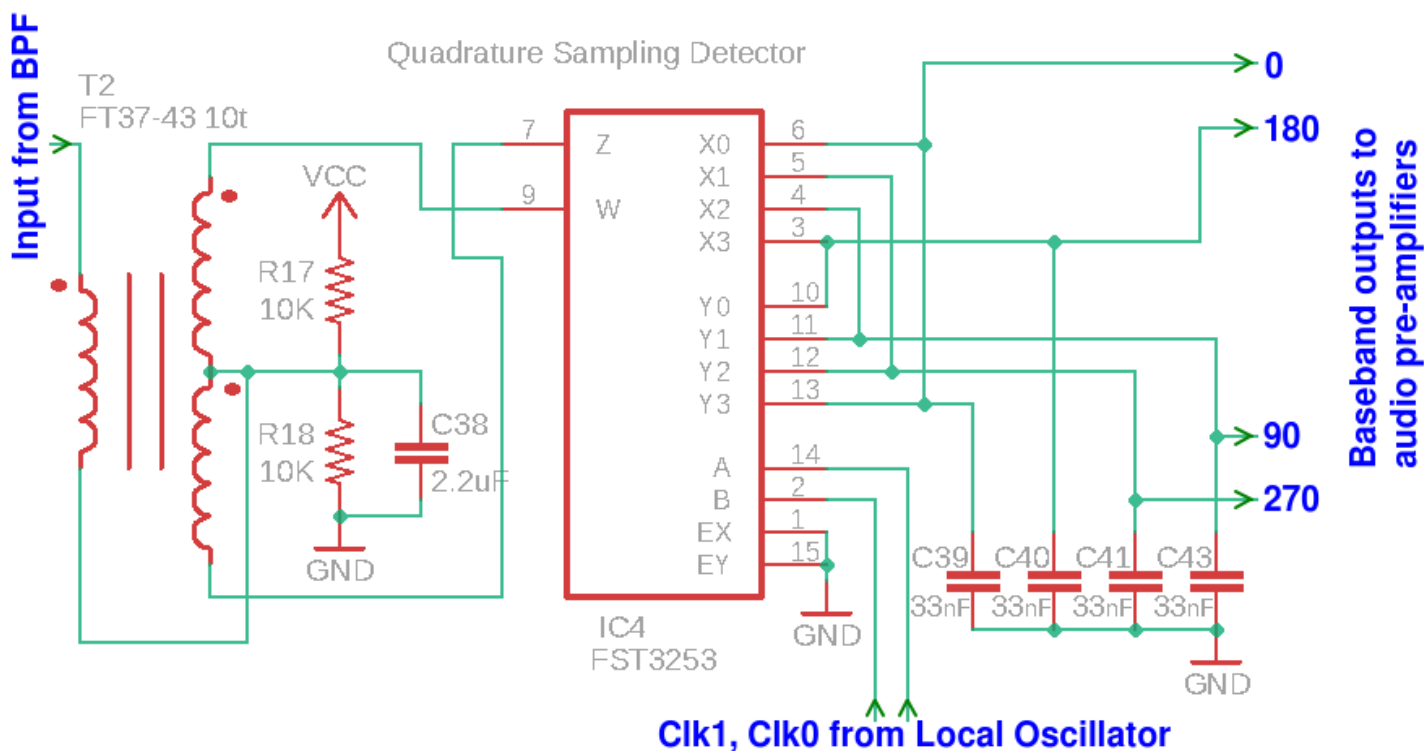 Input from BPF
T2
FT37-43 10t
Quadrature Sampling Detector
VCC
R17
10K
R18
10K
C38
2.2uF
GND
7
9
Z
W
X0
X1
X2
X3
Y0
Y1
Y2
Y3
A
B
EX
EY
6
5
4
3
10
11
12
13
14
2
1
15
IC4
FST3253
GND
C39
33nF
C40
33nF
C41
33nF
C43
33nF
GND
0
180
90
270
Baseband outputs to
audio pre-amplifiers
Clk1, Clk0 from Local Oscillator